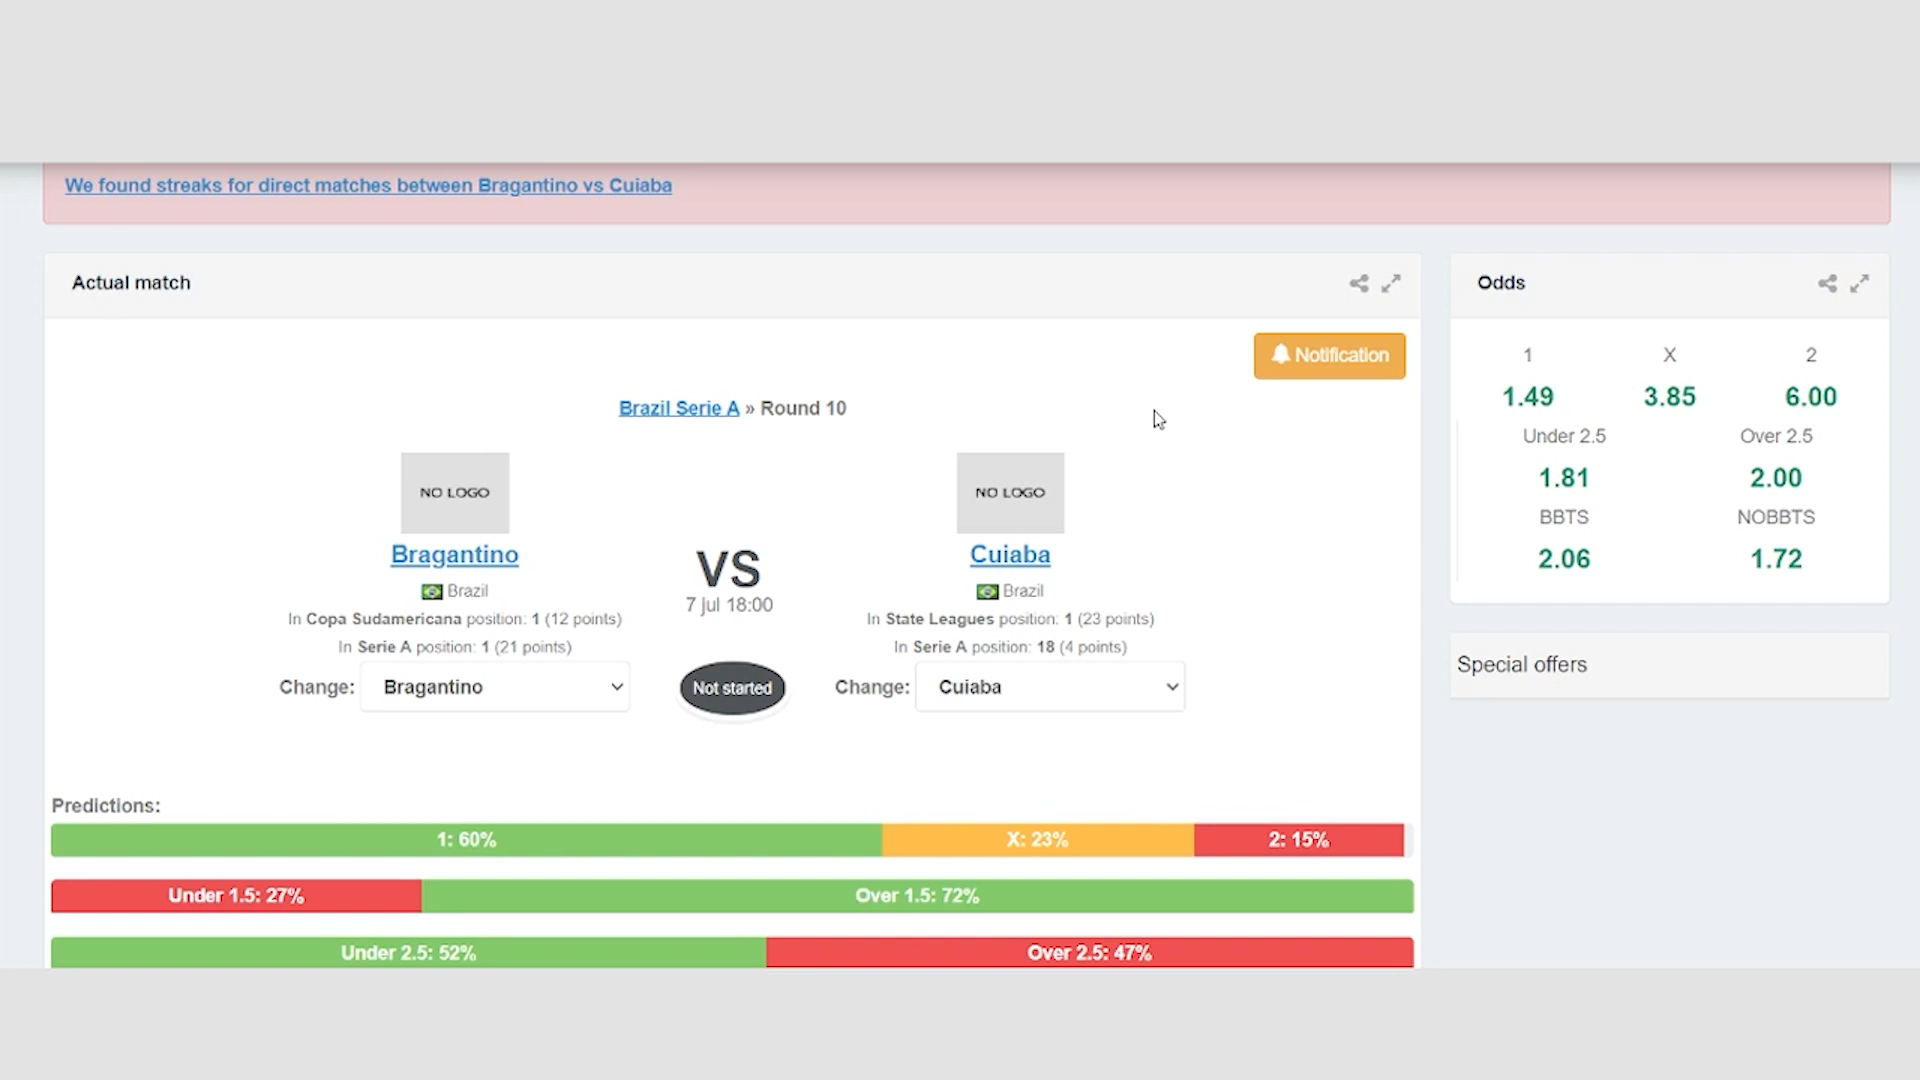 We found streaks for direct matches between Bragantino vs Cuiaba
Actual match
Notification
Brazil Serie A » Round 10
NO LOGO
Bragantino
Brazil
In Copa Sudamericana position: 1 (12 points)
In Serie A position: 1 (21 points)
Change: Bragantino
VS
7 Jul 18:00
Not started
NO LOGO
Cuiaba
Brazil
In State Leagues position: 1 (23 points)
In Serie A position: 18 (4 points)
Change: Cuiaba
Predictions:
1: 60% X: 23% 2: 15%
Under 1.5: 27% Over 1.5: 72%
Under 2.5: 52% Over 2.5: 47%
Odds
1 X 2
1.49 3.85 6.00
Under 2.5 Over 2.5
1.81 2.00
BBTS NOBBTS
2.06 1.72
Special offers